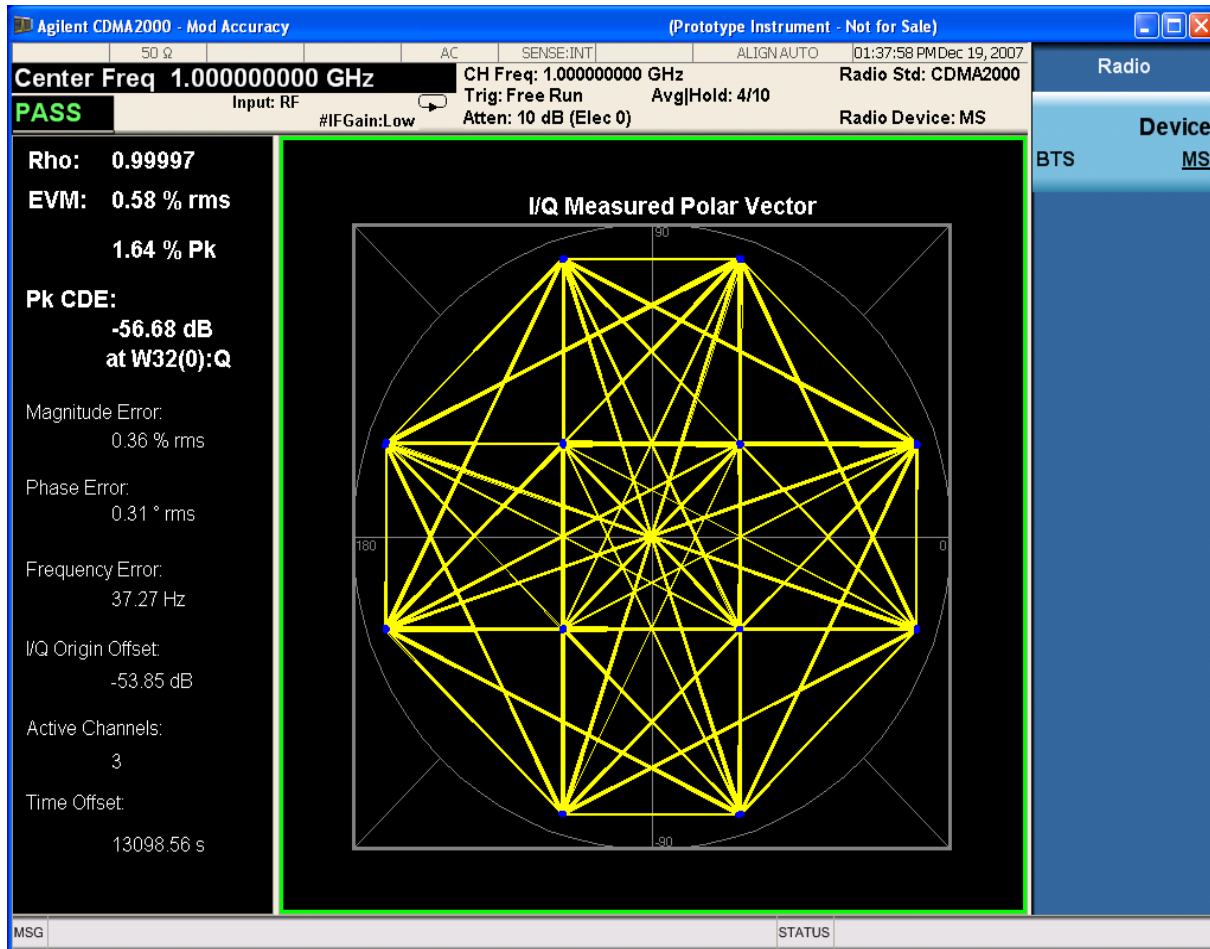 Agilent CDMA2000 - Mod Accuracy (Prototype Instrument - Not for Sale)
50 Ω AC SENSE:INT ALIGN AUTO 01:37:58 PM Dec 19, 2007
Center Freq 1.000000000 GHz
CH Freq: 1.000000000 GHz Radio Std: CDMA2000
Trig: Free Run Avg|Hold: 4/10
PASS
Input: RF
#IFGain:Low
Atten: 10 dB (Elec 0) Radio Device: MS
Radio
Device
BTS MS
Rho: 0.99997
EVM: 0.58 % rms
1.64 % Pk
Pk CDE:
-56.68 dB
at W32(0):Q
Magnitude Error:
0.36 % rms
Phase Error:
0.31 ° rms
Frequency Error:
37.27 Hz
I/Q Origin Offset:
-53.85 dB
Active Channels:
3
Time Offset:
13098.56 s
I/Q Measured Polar Vector
90
180
0
-90
MSG STATUS